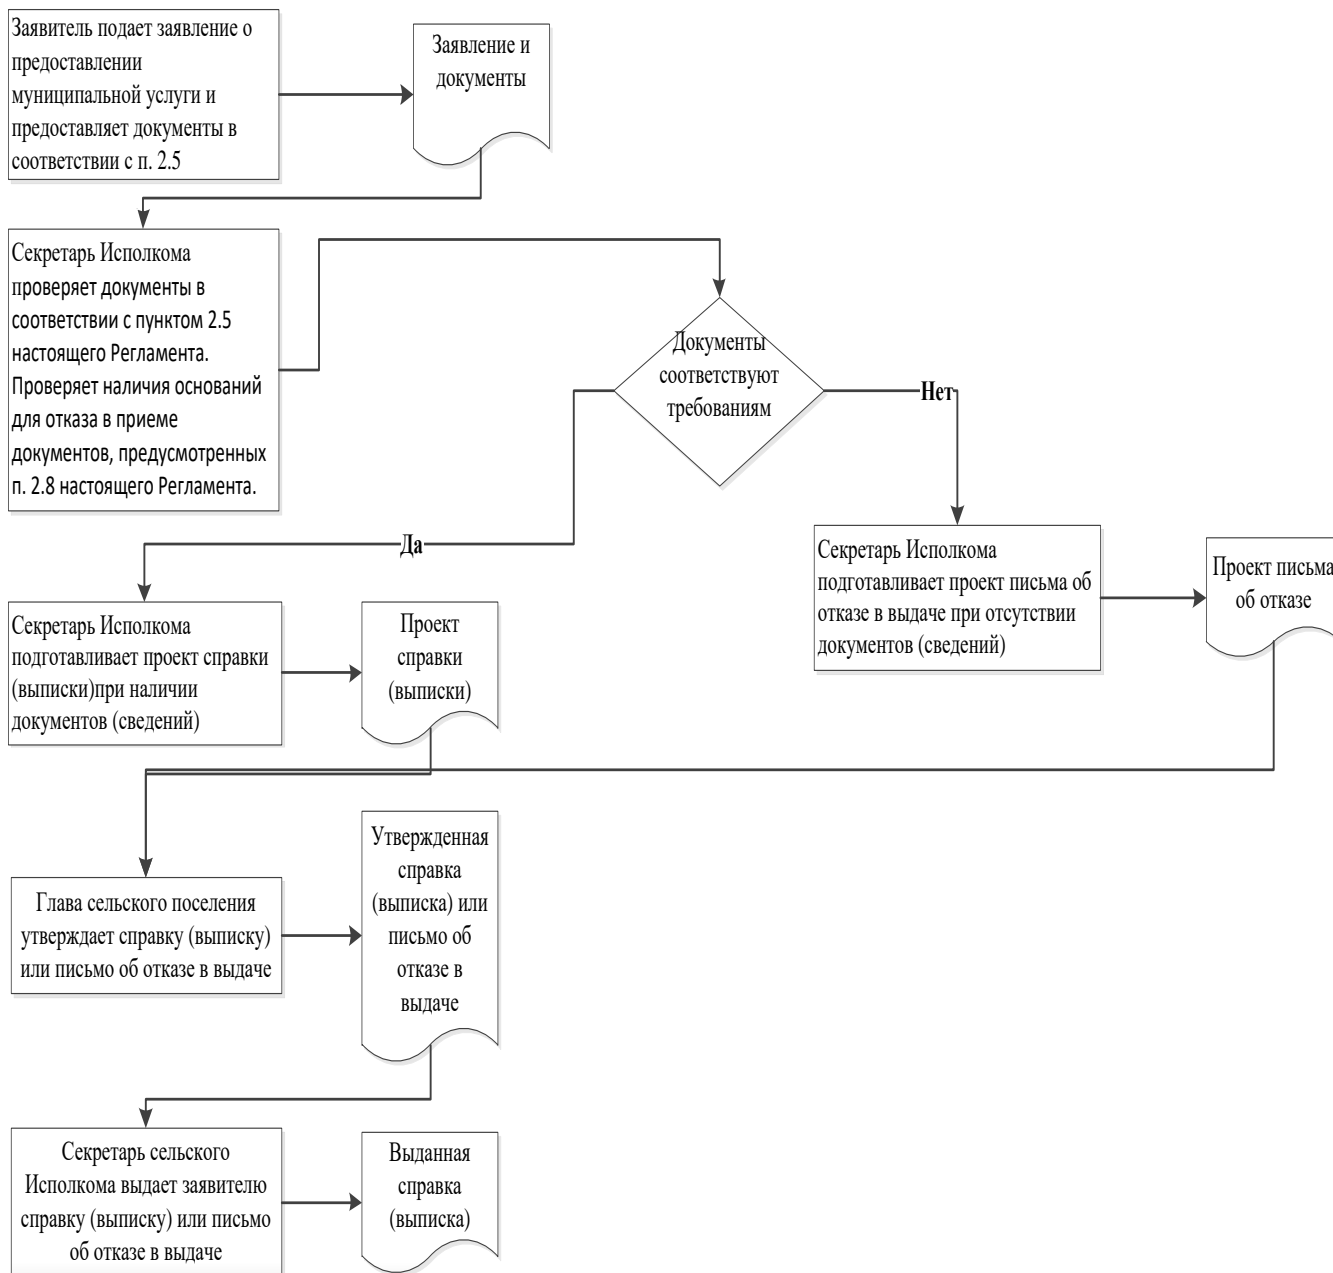 Заявитель подает заявление о
предоставлении
муниципальной услуги и
предоставляет документы в
соответствии с п. 2.5
Заявление и
документы
Секретарь Исполкома
проверяет документы в
соответствии с пунктом 2.5
настоящего Регламента.
Проверяет наличия оснований
для отказа в приеме
документов, предусмотренных
п. 2.8 настоящего Регламента.
Документы
соответствуют
требованиям
Нет
Да
Секретарь Исполкома
подготавливает проект письма об
отказе в выдаче при отсутствии
документов (сведений)
Проект письма
об отказе
Секретарь Исполкома
подготавливает проект справки
(выписки)при наличии
документов (сведений)
Проект
справки
(выписки)
Глава сельского поселения
утверждает справку (выписку)
или письмо об отказе в выдаче
Утвержденная
справка
(выписка) или
письмо об
отказе в
выдаче
Секретарь сельского
Исполкома выдает заявителю
справку (выписку) или письмо
об отказе в выдаче
Выданная
справка
(выписка)